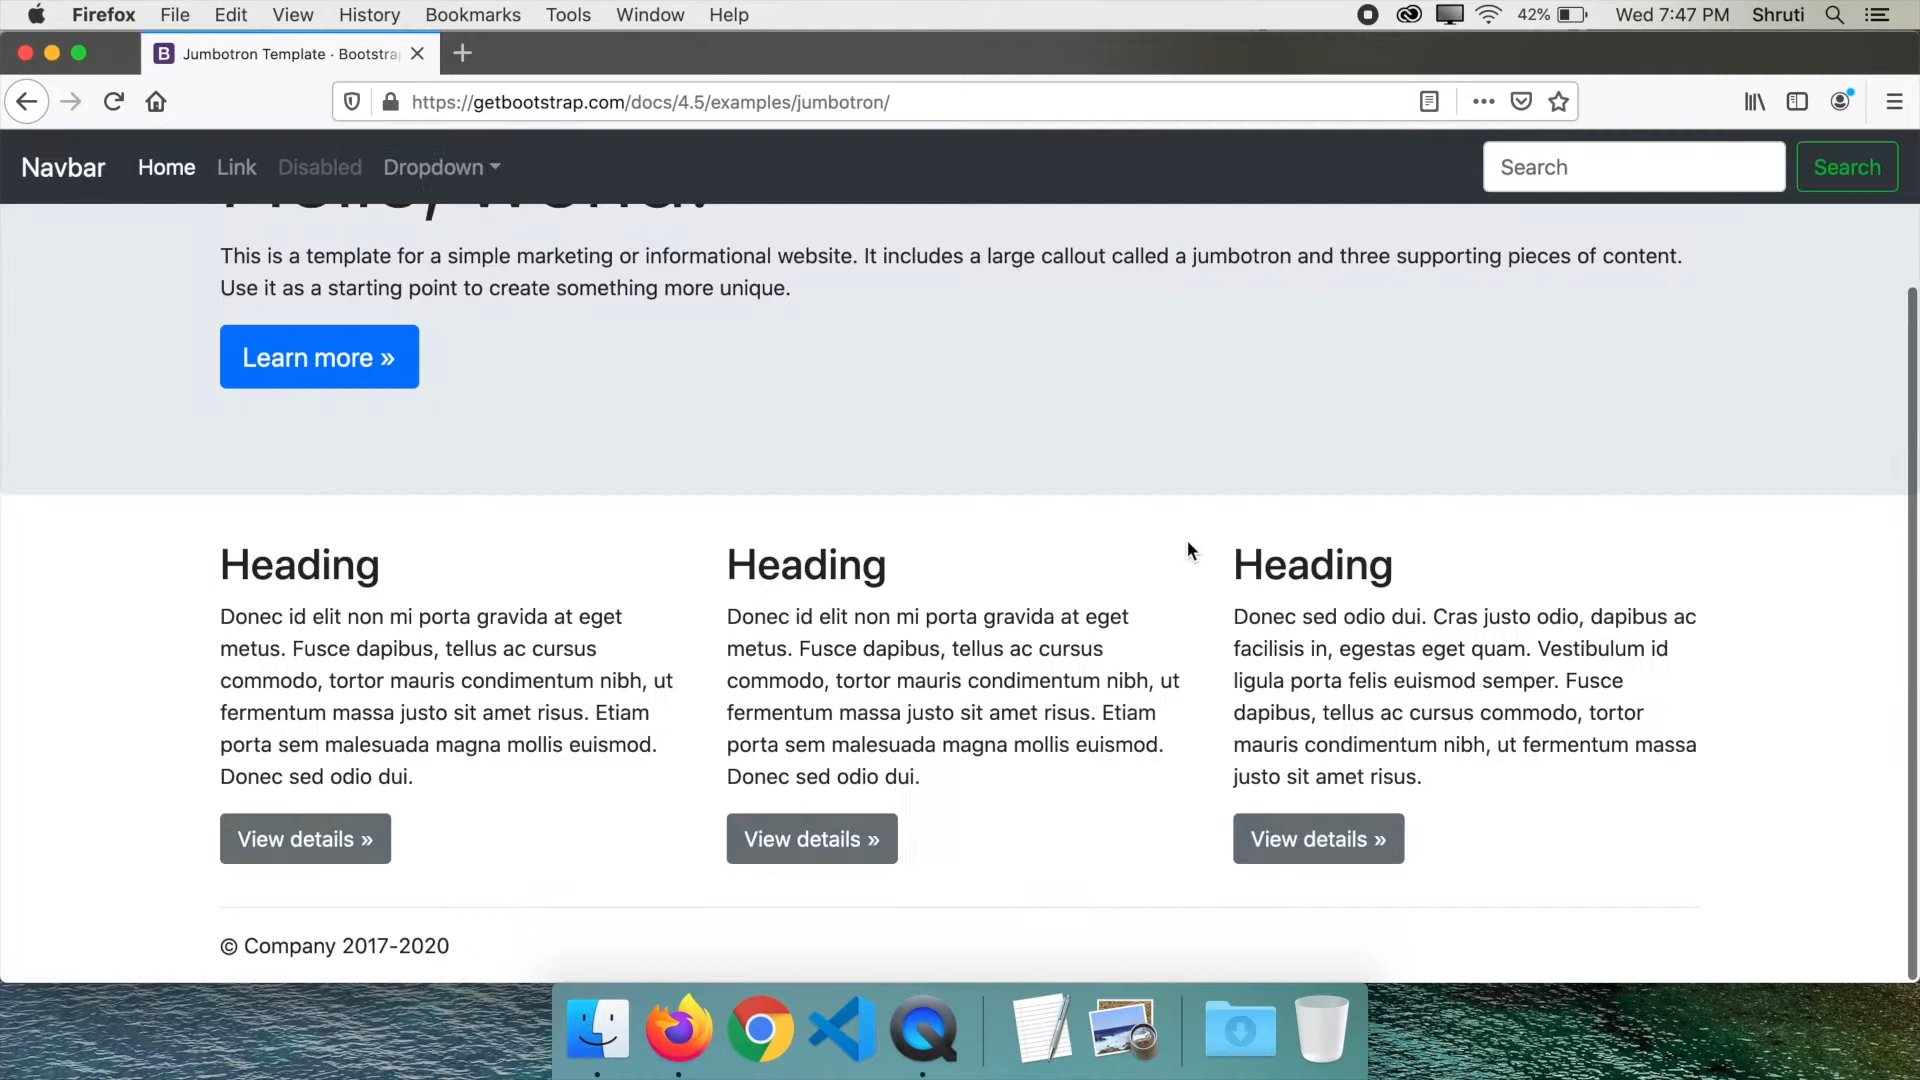 Firefox File Edit View History Bookmarks Tools Window Help 42% Wed 7:47 PM Shruti
Jumbotron Template · Bootstra
https://getbootstrap.com/docs/4.5/examples/jumbotron/
Navbar Home Link Disabled Dropdown Search Search
Hello, world!
This is a template for a simple marketing or informational website. It includes a large callout called a jumbotron and three supporting pieces of content.
Use it as a starting point to create something more unique.
Learn more »
Heading
Donec id elit non mi porta gravida at eget
metus. Fusce dapibus, tellus ac cursus
commodo, tortor mauris condimentum nibh, ut
fermentum massa justo sit amet risus. Etiam
porta sem malesuada magna mollis euismod.
Donec sed odio dui.
View details »
Heading
Donec id elit non mi porta gravida at eget
metus. Fusce dapibus, tellus ac cursus
commodo, tortor mauris condimentum nibh, ut
fermentum massa justo sit amet risus. Etiam
porta sem malesuada magna mollis euismod.
Donec sed odio dui.
View details »
Heading
Donec sed odio dui. Cras justo odio, dapibus ac
facilisis in, egestas eget quam. Vestibulum id
ligula porta felis euismod semper. Fusce
dapibus, tellus ac cursus commodo, tortor
mauris condimentum nibh, ut fermentum massa
justo sit amet risus.
View details »
© Company 2017-2020